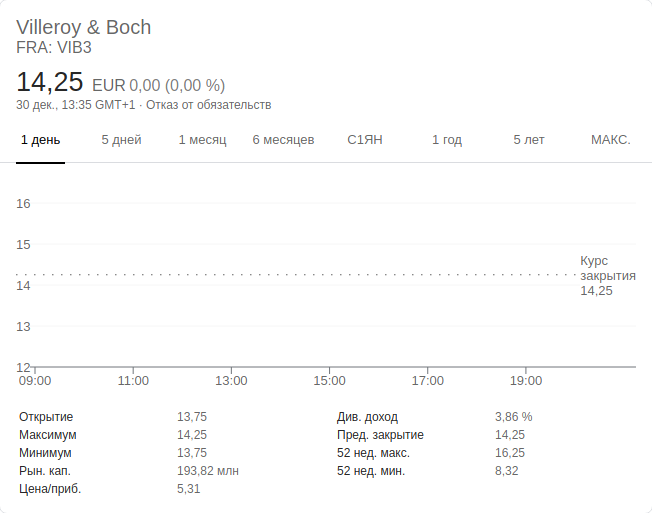 Villeroy & Boch
FRA: VIB3
14,25 EUR 0,00 (0,00 %)
30 дек., 13:35 GMT+1 · Отказ от обязательств
1 день 5 дней 1 месяц 6 месяцев С1ЯН 1 год 5 лет МАКС.
16
15
Курс
закрытия
14,25
14
13
12
09:00 11:00 13:00 15:00 17:00 19:00
Открытие 13,75 Див. доход 3,86 %
Максимум 14,25 Пред. закрытие 14,25
Минимум 13,75 52 нед. макс. 16,25
Рын. кап. 193,82 млн 52 нед. мин. 8,32
Цена/приб. 5,31